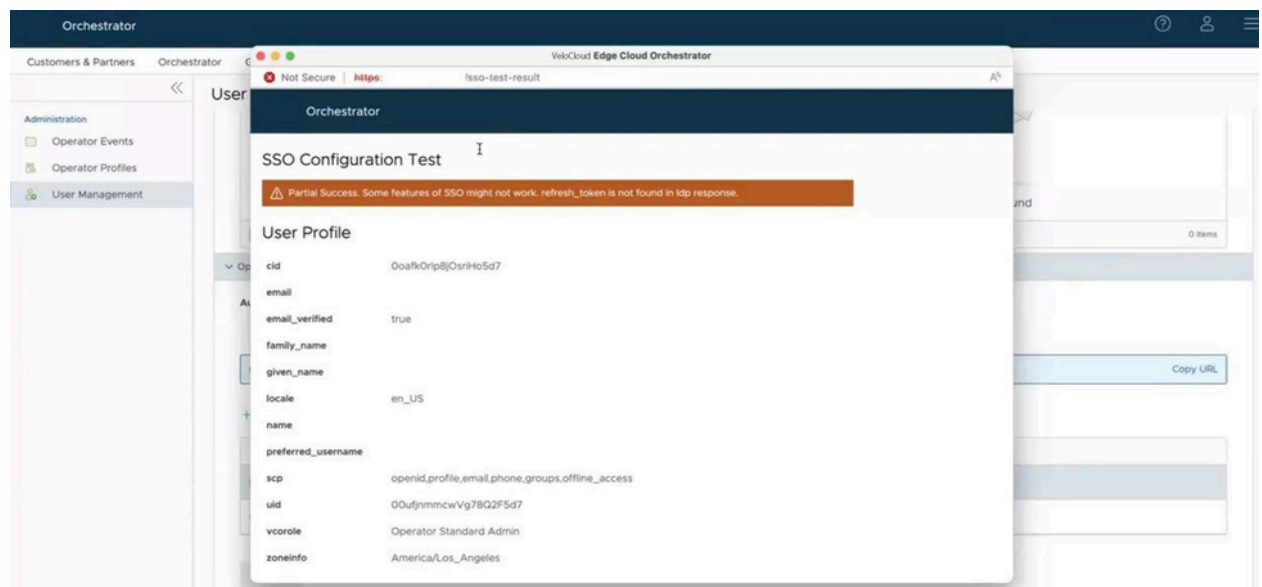 Orchestrator
Customers & Partners Orchestrator
VeloCloud Edge Cloud Orchestrator
Not Secure https: !sso-test-result
User
Orchestrator
Administration
Operator Events
Operator Profiles
User Management
SSO Configuration Test
Partial Success. Some features of SSO might not work. refresh_token is not found in Idp response.
und
User Profile
0 items
Op
cid 0oafk0rlp8jOsriHo5d7
email
Au
email_verified true
family_name
given_name
Copy URL
locale en_US
name
preferred_username
scp openid,profile,email,phone,groups,offline_access
uid 00ufjnmmcwVg78Q2F5d7
vcorole Operator Standard Admin
zoneinfo America/Los_Angeles